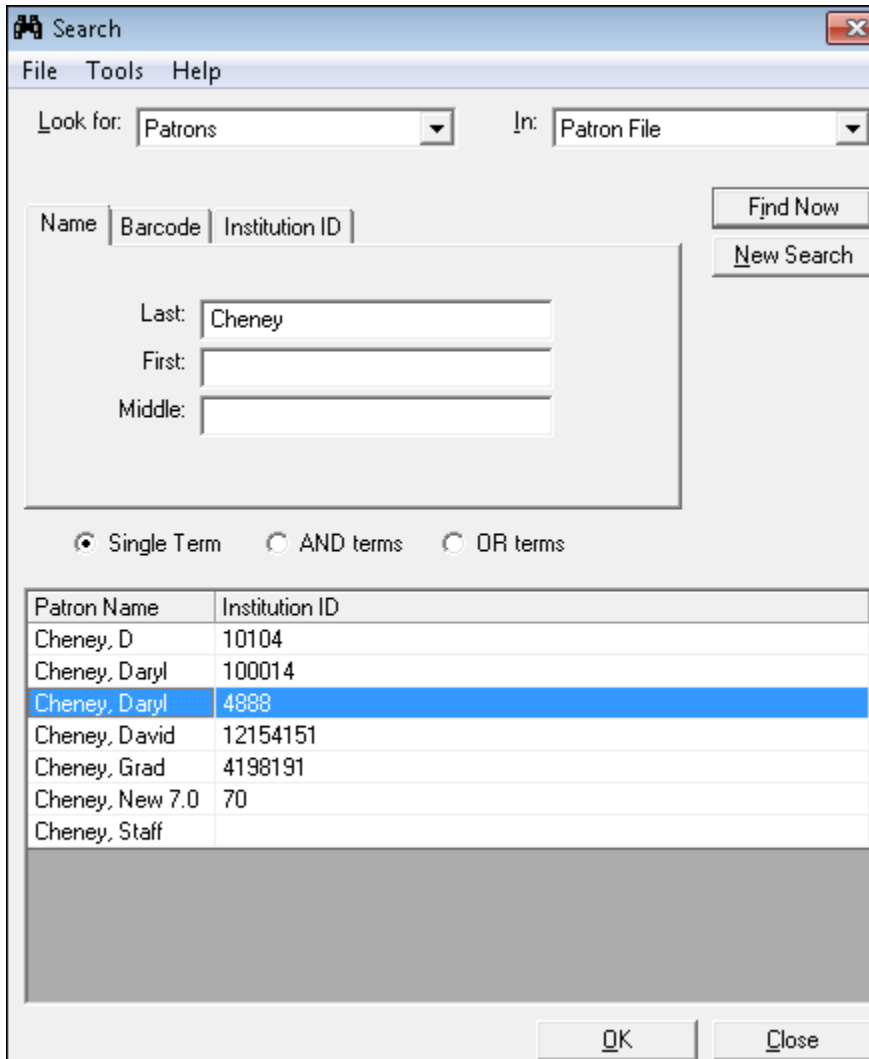 Search
File Tools Help
Look for: Patrons In: Patron File
Find Now
Name Barcode Institution ID
New Search
Last: Cheney
First:
Middle:
Single Term AND terms OR terms
Patron Name Institution ID
Cheney, D 10104
Cheney, Daryl 100014
Cheney, Daryl 4888
Cheney, David 12154151
Cheney, Grad 4198191
Cheney, New 7.0 70
Cheney, Staff
OK Close